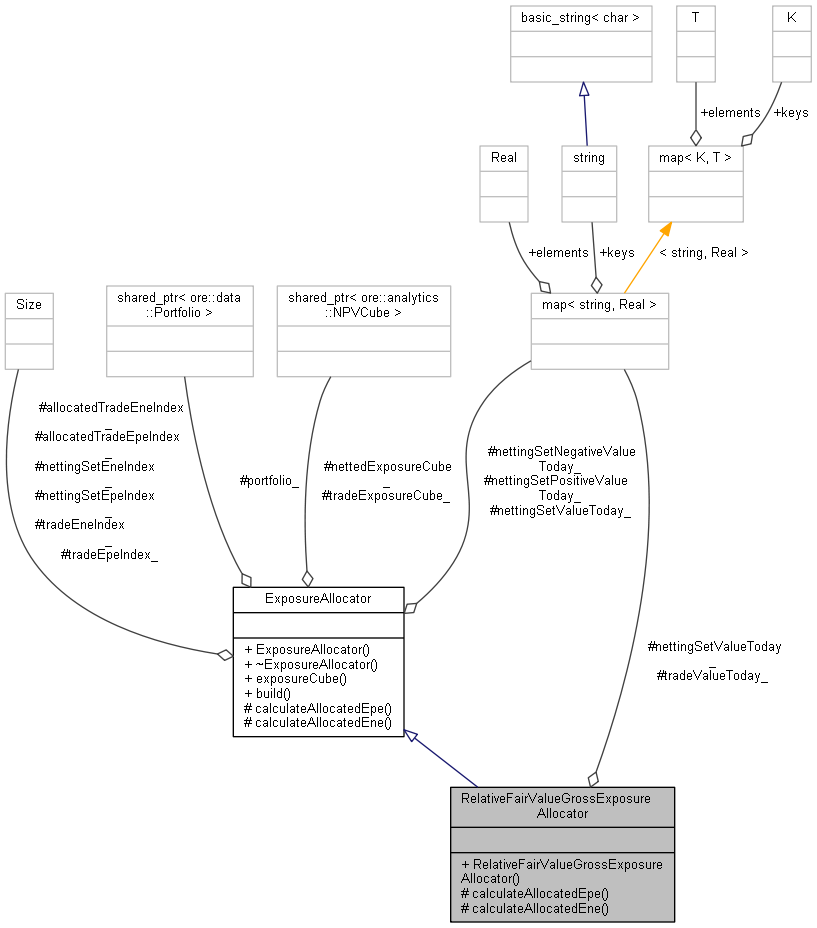 basic_string< char >
T
K
+elements
+keys
Real
string
map< K, T >
+elements
+keys
< string, Real >
Size
shared_ptr< ore::data
::Portfolio >
shared_ptr< ore::analytics
::NPVCube >
map< string, Real >
#allocatedTradeEneIndex
_
#allocatedTradeEpeIndex
_
#nettingSetEneIndex
_
#nettingSetEpeIndex
_
#tradeEneIndex
_
#tradeEpeIndex_
#portfolio_
#nettedExposureCube
_
#tradeExposureCube_
#nettingSetNegativeValue
Today_
#nettingSetPositiveValue
Today_
#nettingSetValueToday_
ExposureAllocator
+ ExposureAllocator()
+ ~ExposureAllocator()
+ exposureCube()
+ build()
# calculateAllocatedEpe()
# calculateAllocatedEne()
#nettingSetValueToday
_
#tradeValueToday_
RelativeFairValueGrossExposure
Allocator
+ RelativeFairValueGrossExposure
Allocator()
# calculateAllocatedEpe()
# calculateAllocatedEne()